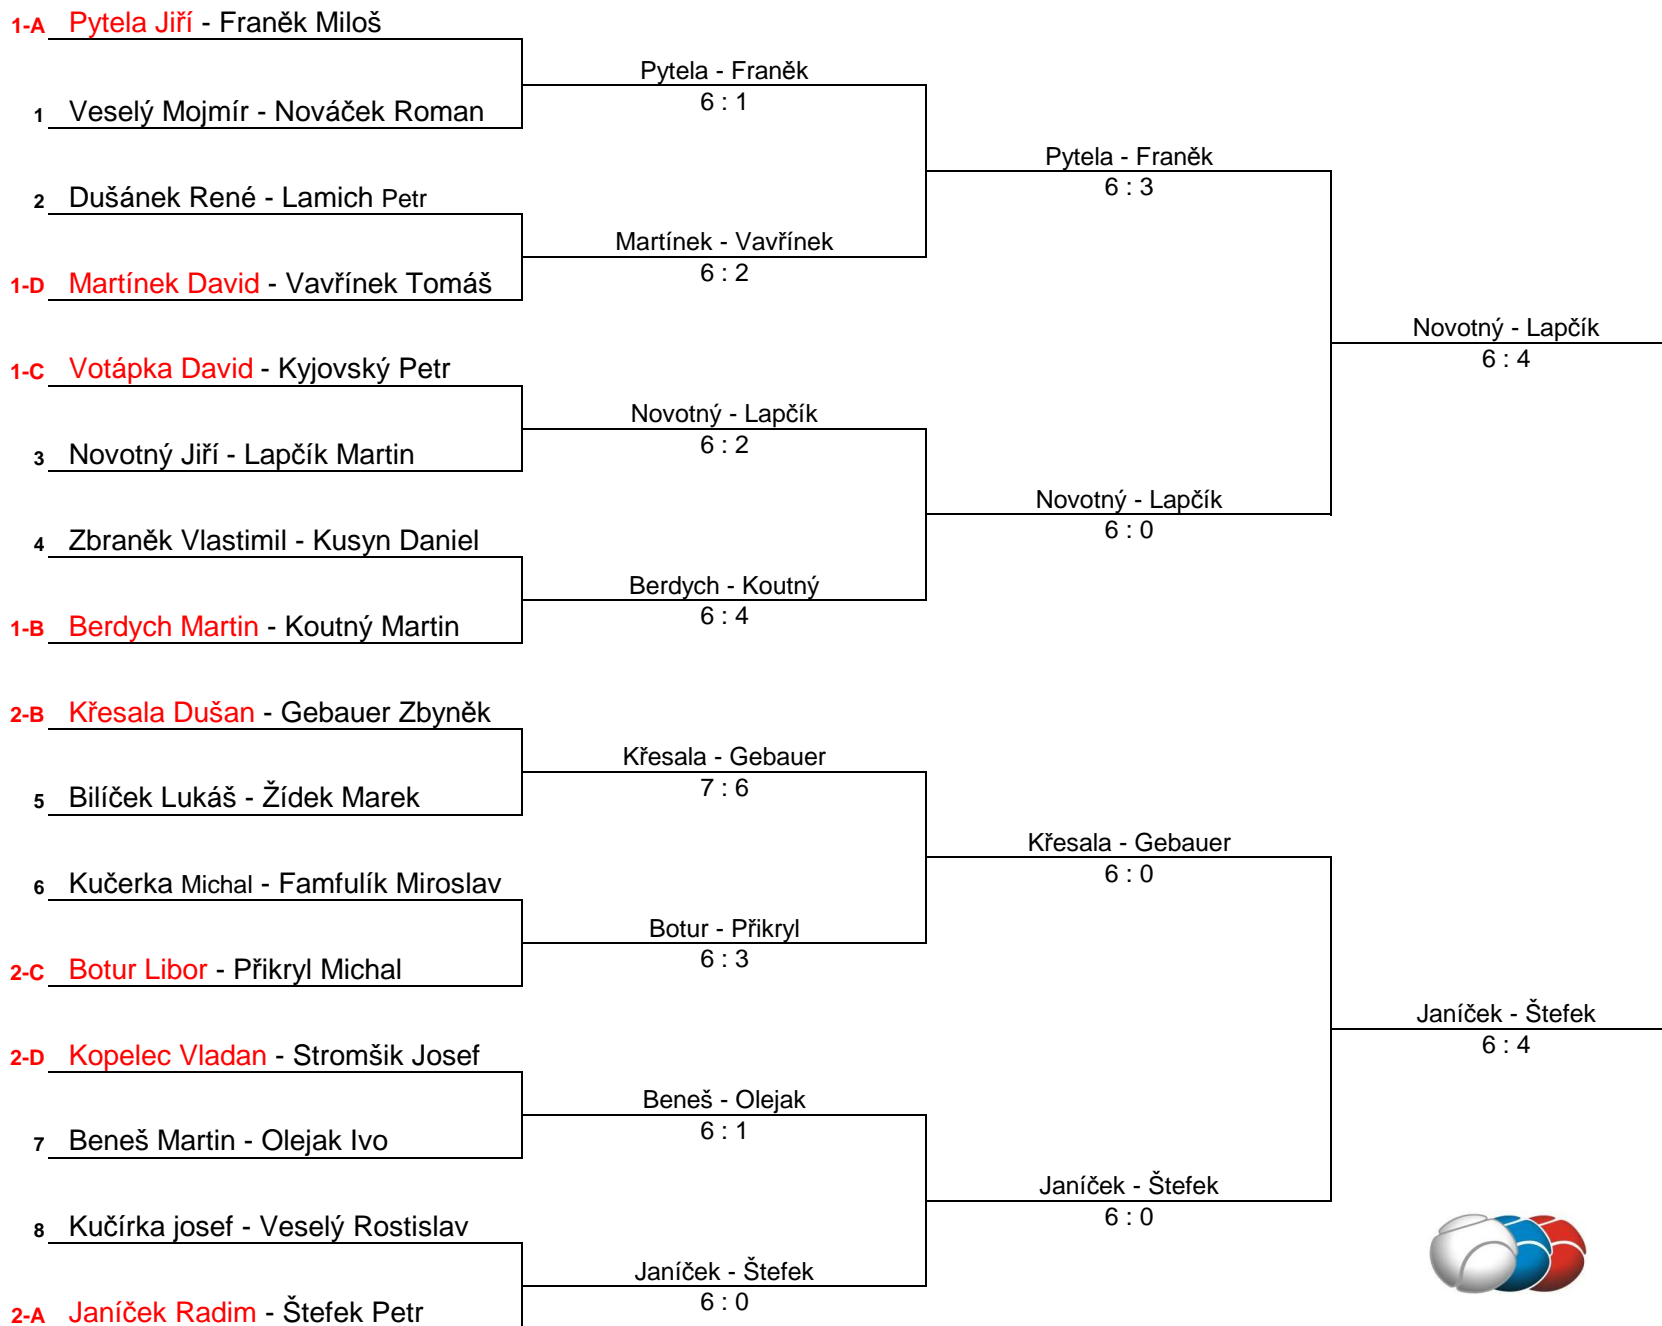 1-A Pytela Jiří - Franěk Miloš
Pytela - Franěk
6 : 1
1 Veselý Mojmír - Nováček Roman
Pytela - Franěk
6 : 3
2 Dušánek René - Lamich Petr
Martínek - Vavřínek
6 : 2
1-D Martínek David - Vavřínek Tomáš
Novotný - Lapčík
6 : 4
1-C Votápka David - Kyjovský Petr
Novotný - Lapčík
6 : 2
3 Novotný Jiří - Lapčík Martin
Novotný - Lapčík
6 : 0
4 Zbraněk Vlastimil - Kusyn Daniel
Berdych - Koutný
6 : 4
1-B Berdych Martin - Koutný Martin
2-B Křesala Dušan - Gebauer Zbyněk
Křesala - Gebauer
7 : 6
5 Bilíček Lukáš - Žídek Marek
Křesala - Gebauer
6 : 0
6 Kučerka Michal - Famfulík Miroslav
Botur - Přikryl
6 : 3
2-C Botur Libor - Přikryl Michal
Janíček - Štefek
6 : 4
2-D Kopelec Vladan - Stromšik Josef
Beneš - Olejak
6 : 1
7 Beneš Martin - Olejak Ivo
Janíček - Štefek
6 : 0
8 Kučírka josef - Veselý Rostislav
Janíček - Štefek
6 : 0
2-A Janíček Radim - Štefek Petr